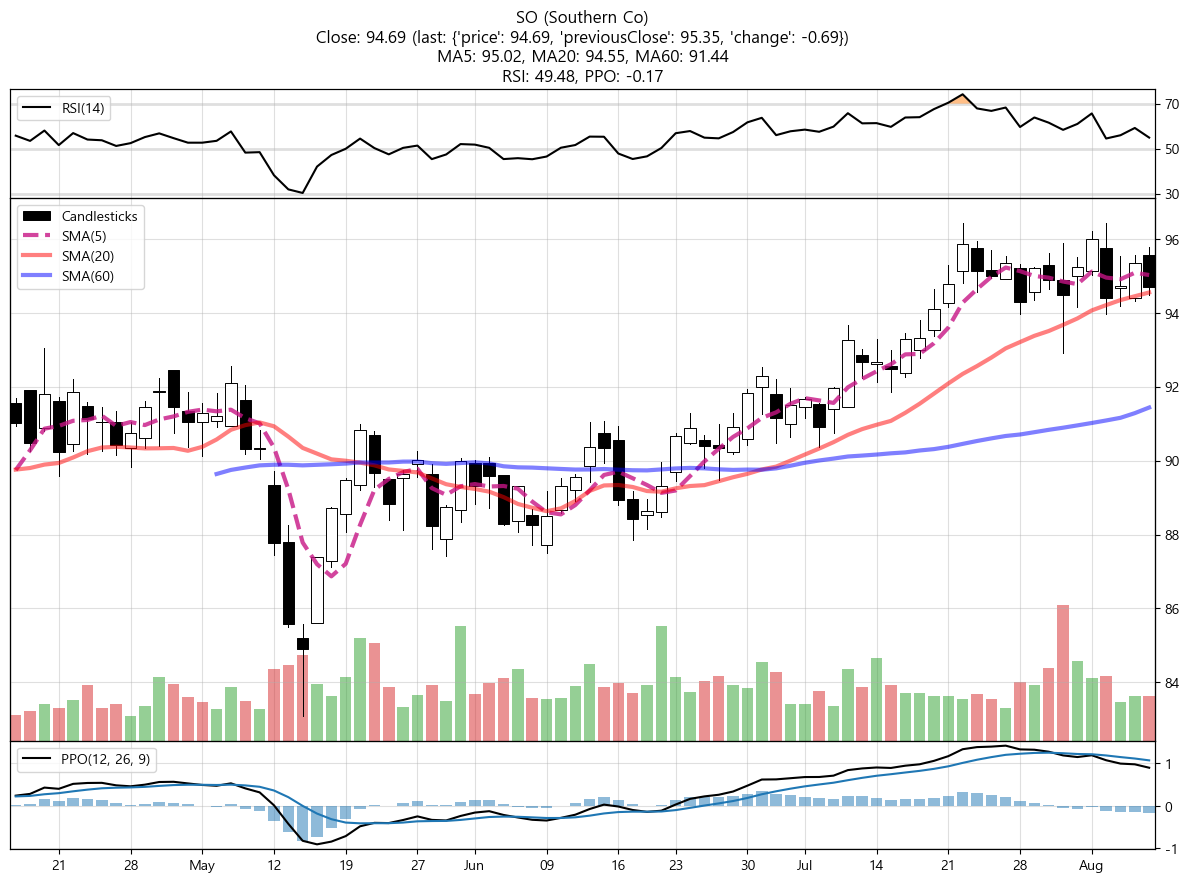 SO (Southern Co)
Close: 94.69 (last: {'price': 94.69, 'previousClose': 95.35, 'change': -0.69})
MA5: 95.02, MA20: 94.55, MA60: 91.44
RSI: 49.48, PPO: -0.17
RSI(14)
70
50
30
Candlesticks
SMA(5)
SMA(20)
SMA(60)
96
94
92
90
88
86
84
PPO(12, 26, 9)
1
0
-1
21 28 May 12 19 27 Jun 09 16 23 30 Jul 14 21 28 Aug